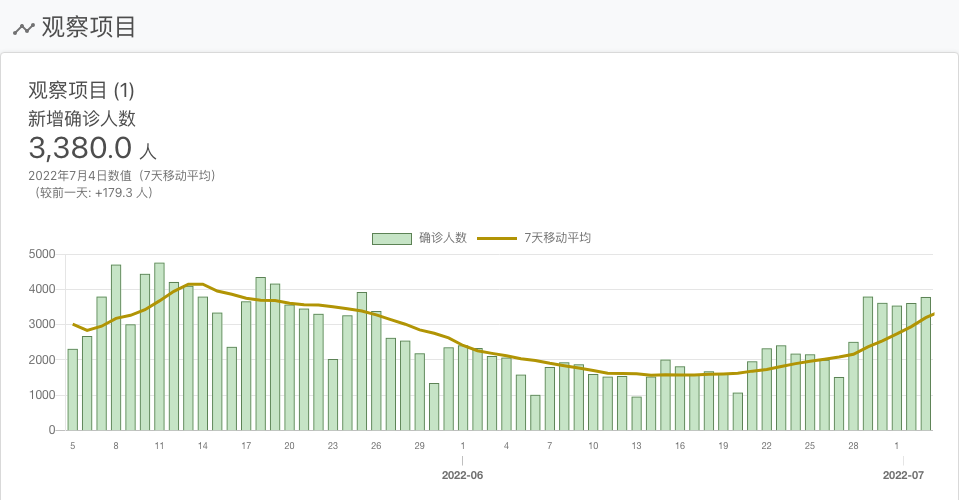 观察项目
观察项目 (1)
新增确诊人数
3,380.0 人
2022年7月4日数值（7天移动平均）
（较前一天: +179.3 人）
确诊人数 7天移动平均
5000
4000
3000
2000
1000
0
5 8 11 14 17 20 23 26 29 1 4 7 10 13 16 19 22 25 28 1
2022-06 2022-07